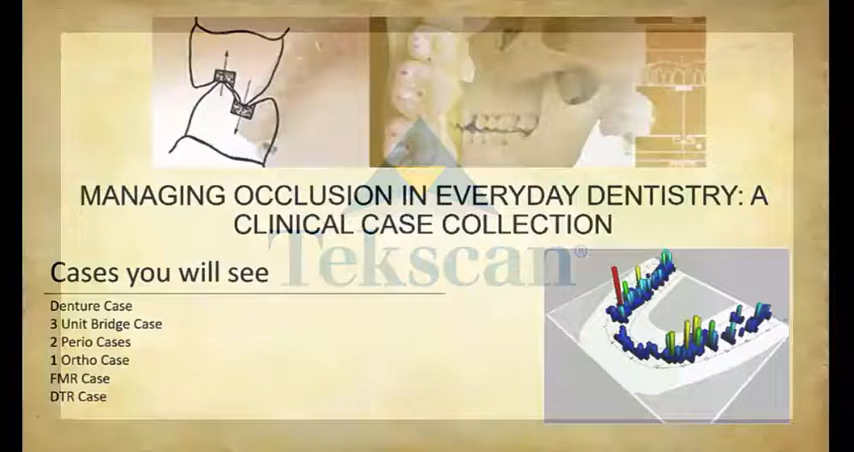 MANAGING OCCLUSION IN EVERYDAY DENTISTRY: A
CLINICAL CASE COLLECTION
Tekscan®
Cases you will see
Denture Case
3 Unit Bridge Case
2 Perio Cases
1 Ortho Case
FMR Case
DTR Case